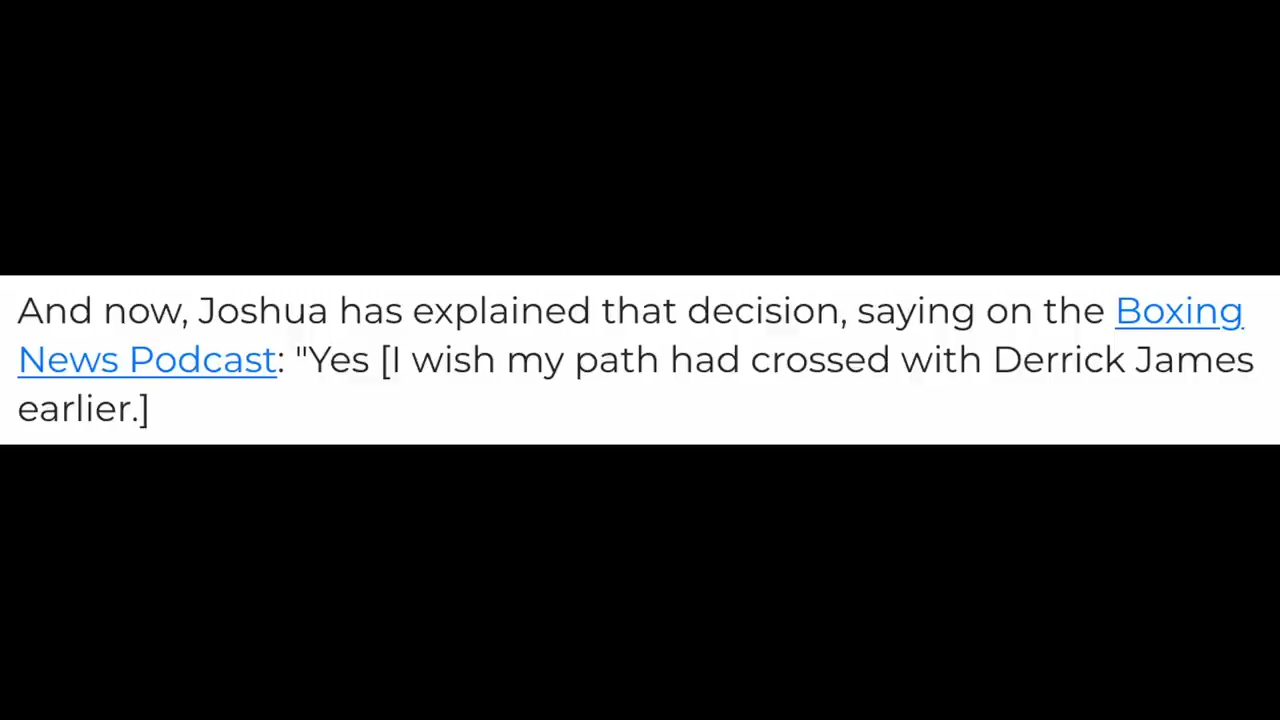 And now, Joshua has explained that decision, saying on the Boxing
News Podcast: "Yes [I wish my path had crossed with Derrick James
earlier.]